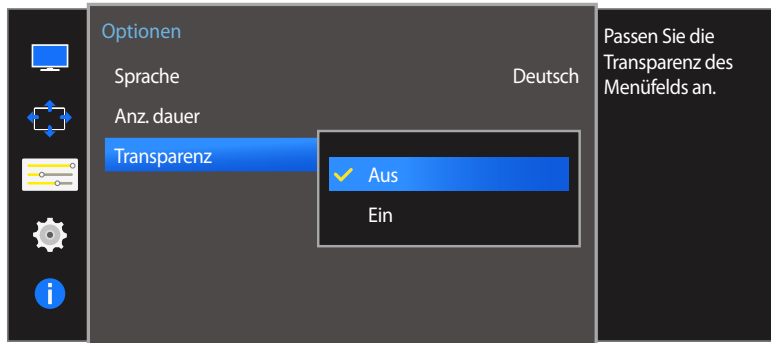 Optionen
Sprache Deutsch
Anz. dauer
Transparenz
Aus
Ein
Passen Sie die
Transparenz des
Menüfelds an.